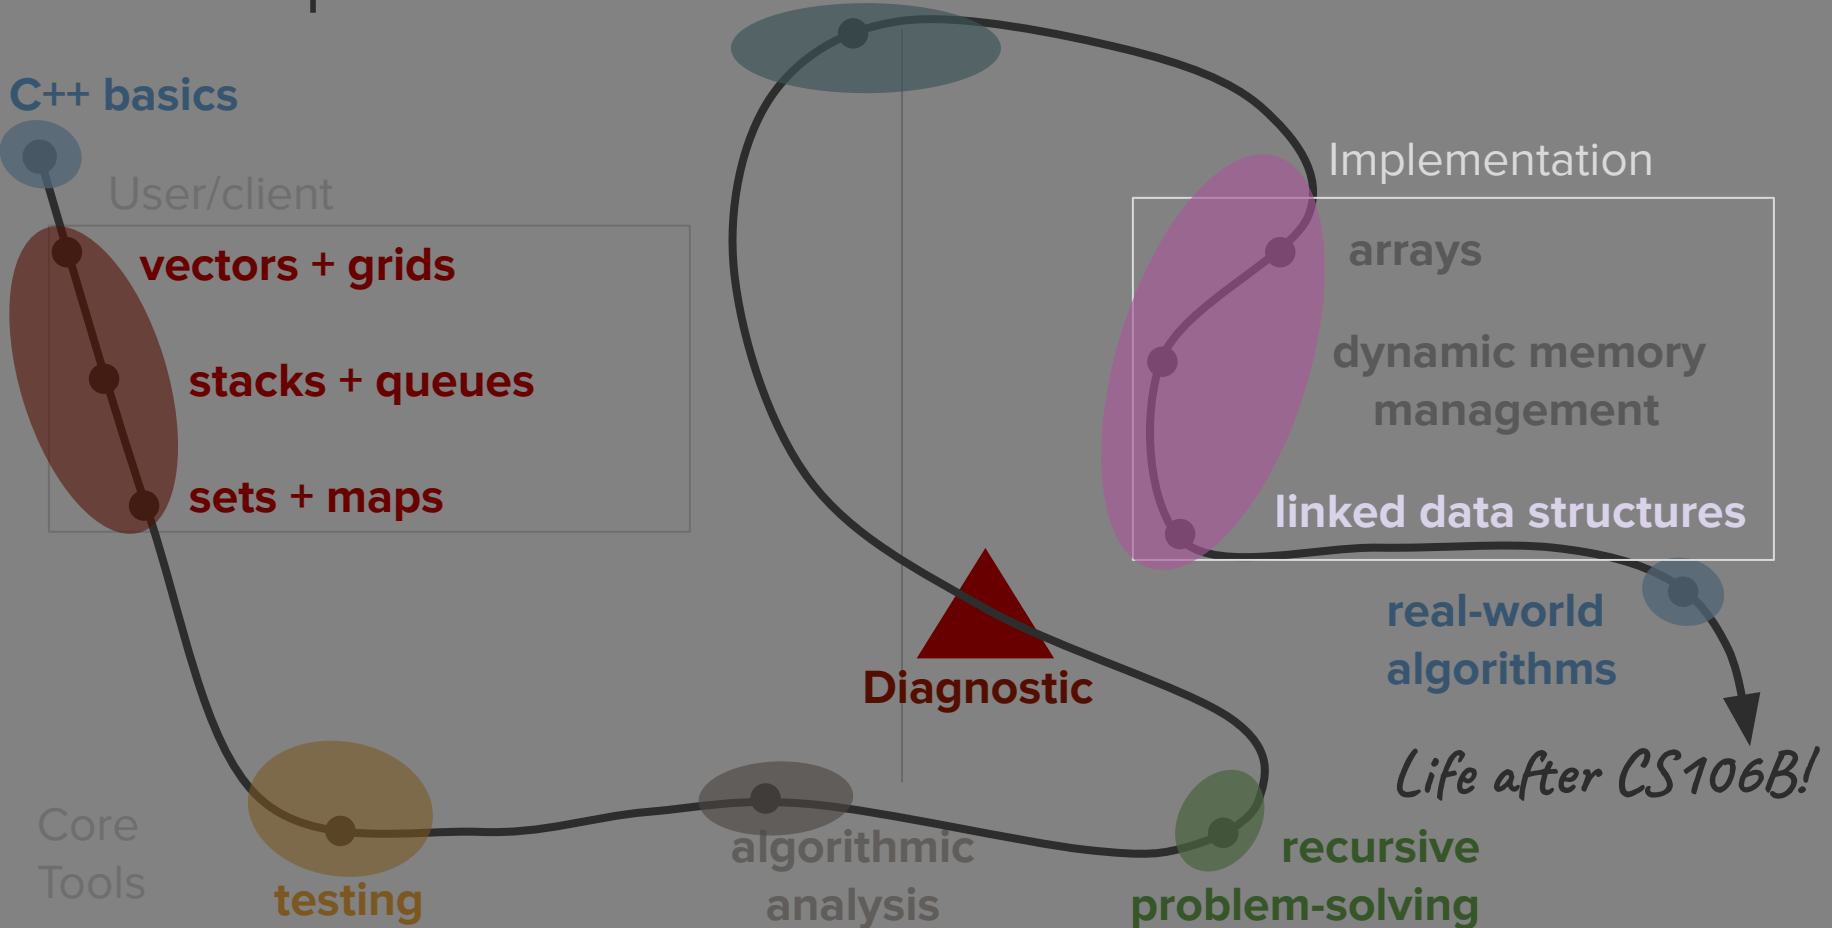 C++ basics
User/client
vectors + grids
stacks + queues
sets + maps
Core
Tools
testing
algorithmic
analysis
recursive
problem-solving
Diagnostic
Implementation
arrays
dynamic memory
management
linked data structures
real-world
algorithms
Life after CS106B!